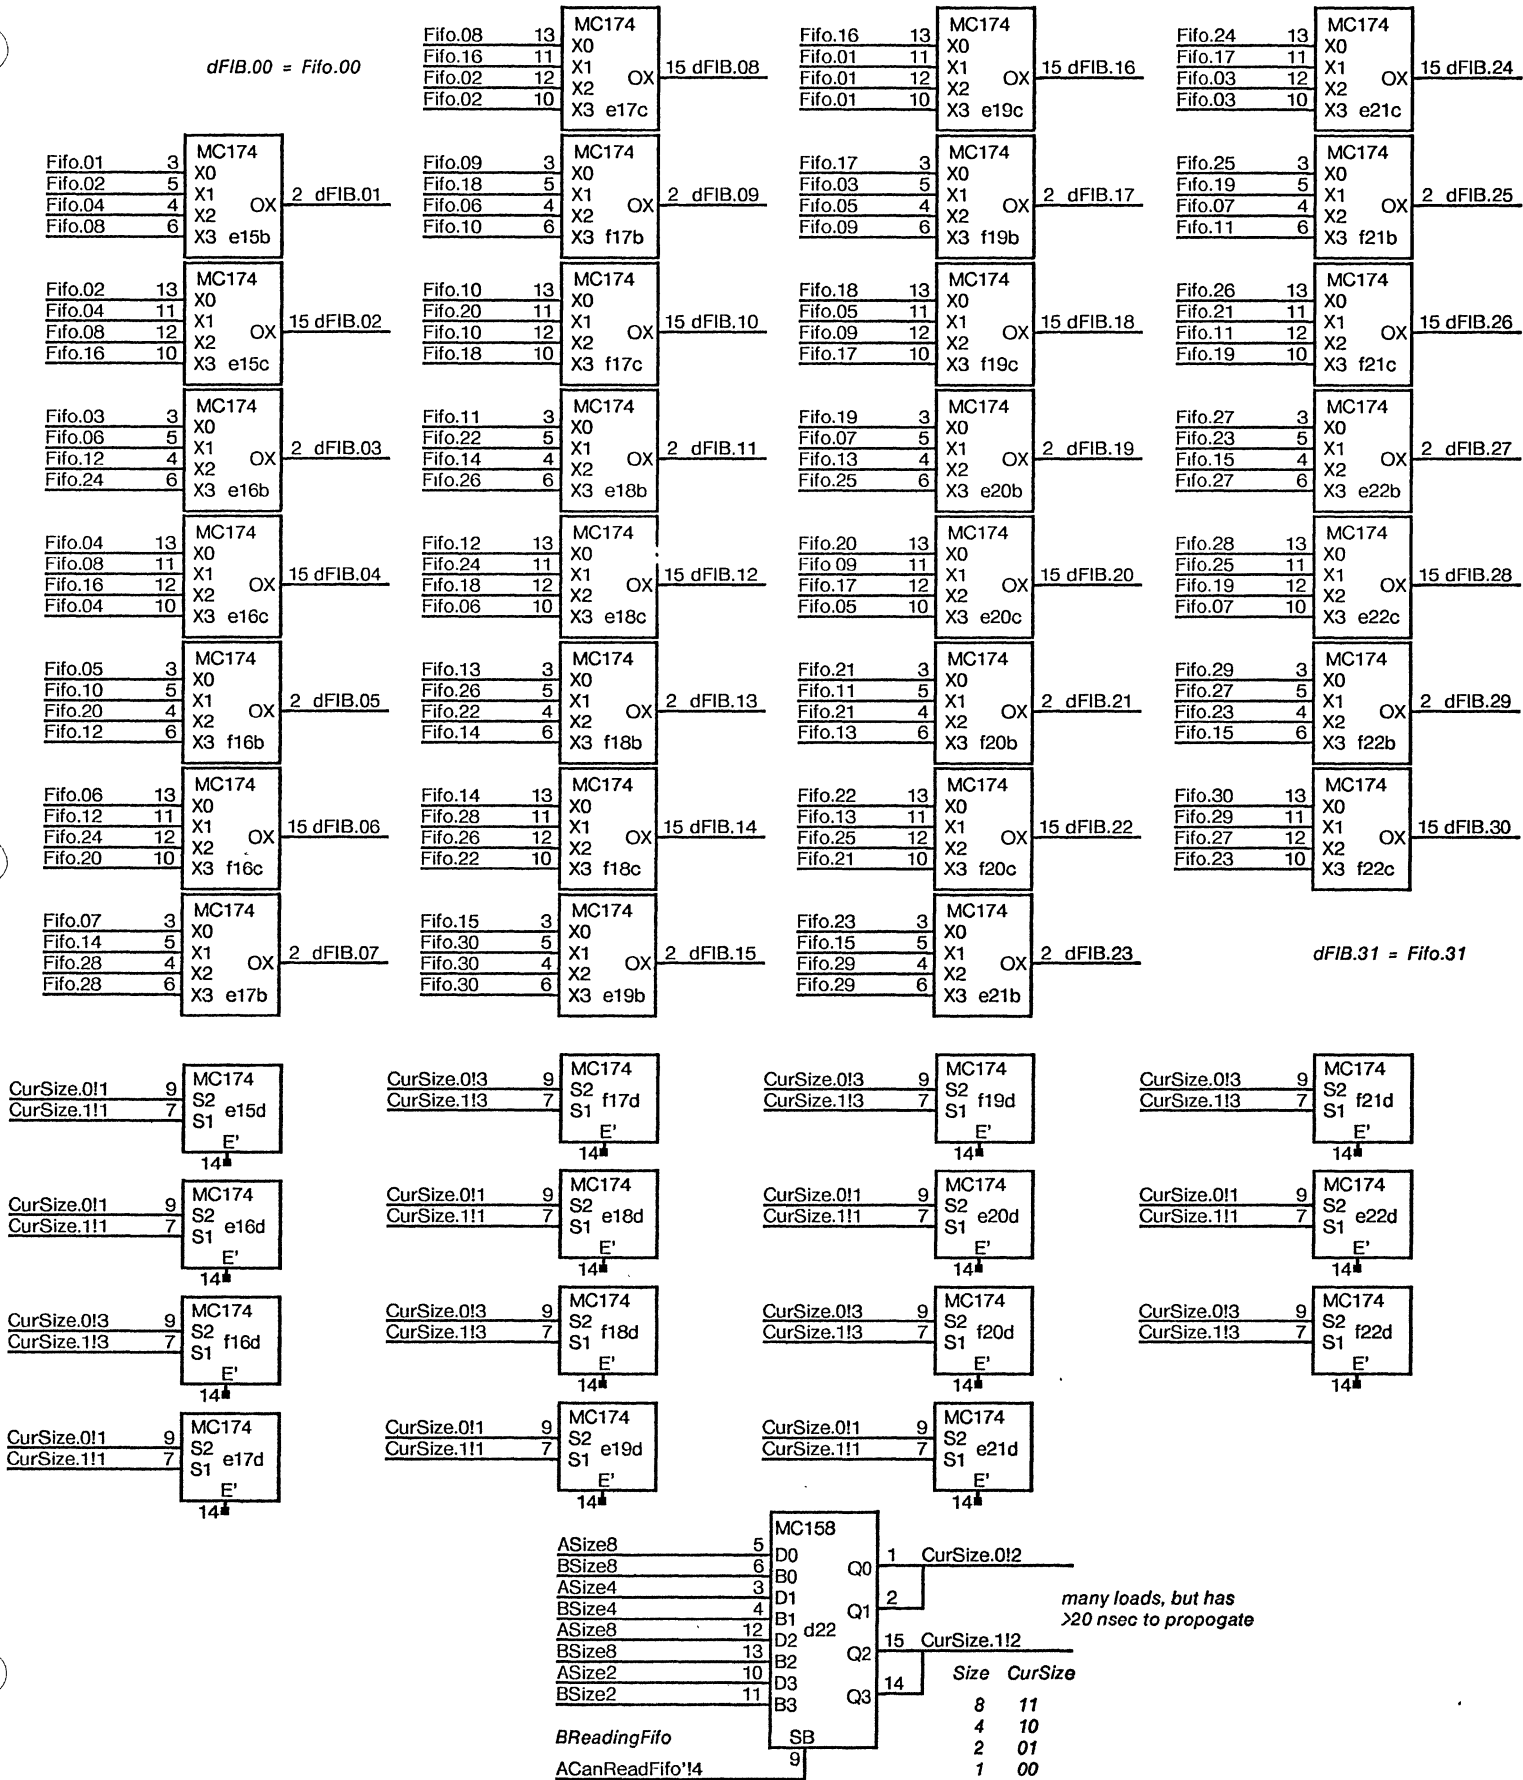 dFIB.00 = Fifo.00
MC174
Fifo.08 13 X0
Fifo.16 11 X1
Fifo.02 12 X2
Fifo.02 10 X3 e17c
OX 15 dFIB.08
MC174
Fifo.16 13 X0
Fifo.01 11 X1
Fifo.01 12 X2
Fifo.01 10 X3 e19c
OX 15 dFIB.16
MC174
Fifo.24 13 X0
Fifo.17 11 X1
Fifo.03 12 X2
Fifo.03 10 X3 e21c
OX 15 dFIB.24
MC174
Fifo.01 3 X0
Fifo.02 5 X1
Fifo.04 4 X2
Fifo.08 6 X3 e15b
OX 2 dFIB.01
MC174
Fifo.09 3 X0
Fifo.18 5 X1
Fifo.06 4 X2
Fifo.10 6 X3 f17b
OX 2 dFIB.09
MC174
Fifo.17 3 X0
Fifo.03 5 X1
Fifo.05 4 X2
Fifo.09 6 X3 f19b
OX 2 dFIB.17
MC174
Fifo.25 3 X0
Fifo.19 5 X1
Fifo.07 4 X2
Fifo.11 6 X3 f21b
OX 2 dFIB.25
MC174
Fifo.02 13 X0
Fifo.04 11 X1
Fifo.08 12 X2
Fifo.16 10 X3 e15c
OX 15 dFIB.02
MC174
Fifo.10 13 X0
Fifo.20 11 X1
Fifo.10 12 X2
Fifo.18 10 X3 f17c
OX 15 dFIB.10
MC174
Fifo.18 13 X0
Fifo.05 11 X1
Fifo.09 12 X2
Fifo.17 10 X3 f19c
OX 15 dFIB.18
MC174
Fifo.26 13 X0
Fifo.21 11 X1
Fifo.11 12 X2
Fifo.19 10 X3 f21c
OX 15 dFIB.26
MC174
Fifo.03 3 X0
Fifo.06 5 X1
Fifo.12 4 X2
Fifo.24 6 X3 e16b
OX 2 dFIB.03
MC174
Fifo.11 3 X0
Fifo.22 5 X1
Fifo.14 4 X2
Fifo.26 6 X3 e18b
OX 2 dFIB.11
MC174
Fifo.19 3 X0
Fifo.07 5 X1
Fifo.13 4 X2
Fifo.25 6 X3 e20b
OX 2 dFIB.19
MC174
Fifo.27 3 X0
Fifo.23 5 X1
Fifo.15 4 X2
Fifo.27 6 X3 e22b
OX 2 dFIB.27
MC174
Fifo.04 13 X0
Fifo.08 11 X1
Fifo.16 12 X2
Fifo.04 10 X3 e16c
OX 15 dFIB.04
MC174
Fifo.12 13 X0
Fifo.24 11 X1
Fifo.18 12 X2
Fifo.06 10 X3 e18c
OX 15 dFIB.12
MC174
Fifo.20 13 X0
Fifo 09 11 X1
Fifo.17 12 X2
Fifo.05 10 X3 e20c
OX 15 dFIB.20
MC174
Fifo.28 13 X0
Fifo.25 11 X1
Fifo.19 12 X2
Fifo.07 10 X3 e22c
OX 15 dFIB.28
MC174
Fifo.05 3 X0
Fifo.10 5 X1
Fifo.20 4 X2
Fifo.12 6 X3 f16b
OX 2 dFIB.05
MC174
Fifo.13 3 X0
Fifo.26 5 X1
Fifo.22 4 X2
Fifo.14 6 X3 f18b
OX 2 dFIB.13
MC174
Fifo.21 3 X0
Fifo.11 5 X1
Fifo.21 4 X2
Fifo.13 6 X3 f20b
OX 2 dFIB.21
MC174
Fifo.29 3 X0
Fifo.27 5 X1
Fifo.23 4 X2
Fifo.15 6 X3 f22b
OX 2 dFIB.29
MC174
Fifo.06 13 X0
Fifo.12 11 X1
Fifo.24 12 X2
Fifo.20 10 X3 f16c
OX 15 dFIB.06
MC174
Fifo.14 13 X0
Fifo.28 11 X1
Fifo.26 12 X2
Fifo.22 10 X3 f18c
OX 15 dFIB.14
MC174
Fifo.22 13 X0
Fifo.13 11 X1
Fifo.25 12 X2
Fifo.21 10 X3 f20c
OX 15 dFIB.22
MC174
Fifo.30 13 X0
Fifo.29 11 X1
Fifo.27 12 X2
Fifo.23 10 X3 f22c
OX 15 dFIB.30
MC174
Fifo.07 3 X0
Fifo.14 5 X1
Fifo.28 4 X2
Fifo.28 6 X3 e17b
OX 2 dFIB.07
MC174
Fifo.15 3 X0
Fifo.30 5 X1
Fifo.30 4 X2
Fifo.30 6 X3 e19b
OX 2 dFIB.15
MC174
Fifo.23 3 X0
Fifo.15 5 X1
Fifo.29 4 X2
Fifo.29 6 X3 e21b
OX 2 dFIB.23
dFIB.31 = Fifo.31
MC174
CurSize.0!1 9 S2
CurSize.1!1 7 S1 e15d
E'
14
MC174
CurSize.0!3 9 S2
CurSize.1!3 7 S1 f17d
E'
14
MC174
CurSize.0!3 9 S2
CurSize.1!3 7 S1 f19d
E'
14
MC174
CurSize.0!3 9 S2
CurSize.1!3 7 S1 f21d
E'
14
MC174
CurSize.0!1 9 S2
CurSize.1!1 7 S1 e16d
E'
14
MC174
CurSize.0!1 9 S2
CurSize.1!1 7 S1 e18d
E'
14
MC174
CurSize.0!1 9 S2
CurSize.1!1 7 S1 e20d
E'
14
MC174
CurSize.0!1 9 S2
CurSize.1!1 7 S1 e22d
E'
14
MC174
CurSize.0!3 9 S2
CurSize.1!3 7 S1 f16d
E'
14
MC174
CurSize.0!3 9 S2
CurSize.1!3 7 S1 f18d
E'
14
MC174
CurSize.0!3 9 S2
CurSize.1!3 7 S1 f20d
E'
14
MC174
CurSize.0!3 9 S2
CurSize.1!3 7 S1 f22d
E'
14
MC174
CurSize.0!1 9 S2
CurSize.1!1 7 S1 e17d
E'
14
MC174
CurSize.0!1 9 S2
CurSize.1!1 7 S1 e19d
E'
14
MC174
CurSize.0!1 9 S2
CurSize.1!1 7 S1 e21d
E'
14
MC158
ASize8 5 D0
BSize8 6 B0
ASize4 3 D1
BSize4 4 B1
ASize8 12 D2
BSize8 13 B2
ASize2 10 D3
BSize2 11 B3
d22
Q0 1 CurSize.0!2
Q1 2
Q2 15 CurSize.1!2
Q3 14
BReadingFifo
SB
9
ACanReadFifo'!4
many loads, but has
>20 nsec to propogate
Size CurSize
8 11
4 10
2 01
1 00